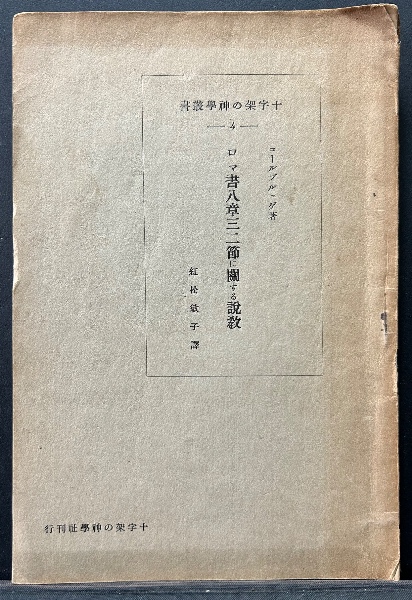 十字架の神學叢書
4
コールブルッゲ著
ロマ書八章三二節に關する說教
紅松 子譯
十字架の神學社刊行